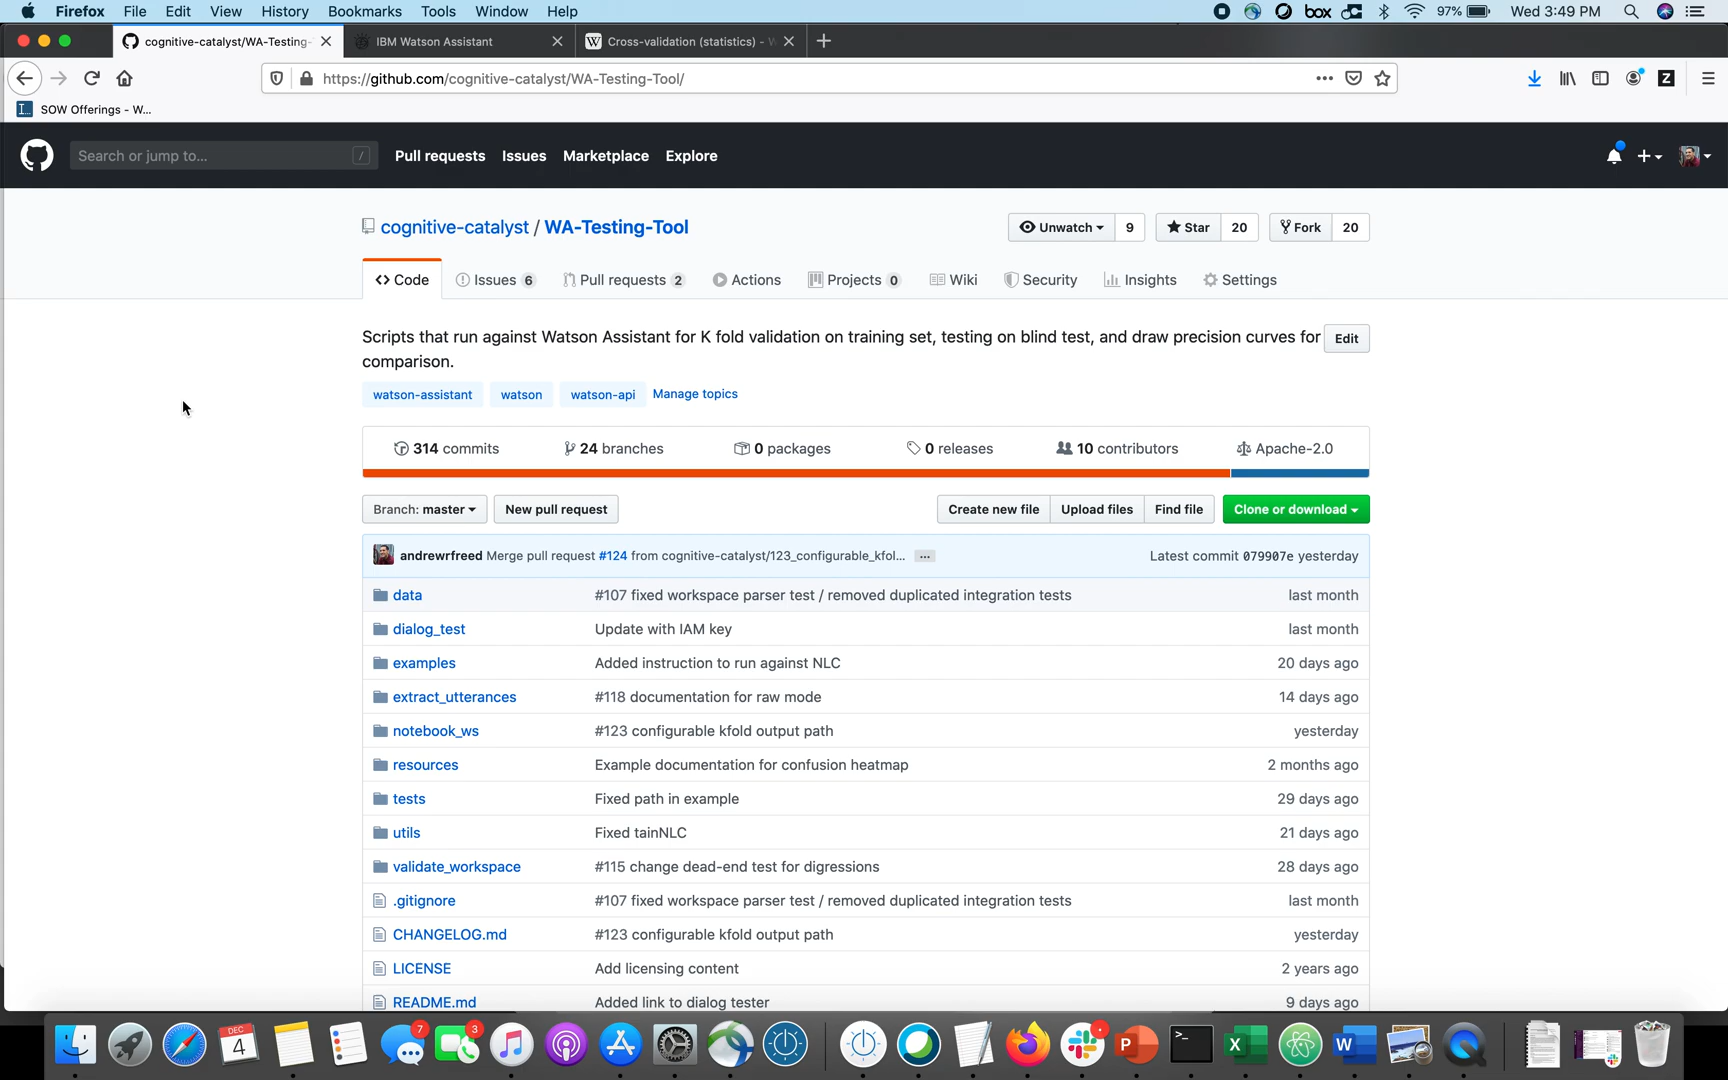 Firefox File Edit View History Bookmarks Tools Window Help box 97% Wed 3:49 PM
cognitive-catalyst/WA-Testing- IBM Watson Assistant W Cross-validation (statistics) -
https://github.com/cognitive-catalyst/WA-Testing-Tool/ Z
SOW Offerings - W...
Search or jump to... / Pull requests Issues Marketplace Explore
cognitive-catalyst / WA-Testing-Tool Unwatch 9 Star 20 Fork 20
Code Issues 6 Pull requests 2 Actions Projects 0 Wiki Security Insights Settings
Scripts that run against Watson Assistant for K fold validation on training set, testing on blind test, and draw precision curves for Edit
comparison.
watson-assistant watson watson-api Manage topics
314 commits 24 branches 0 packages 0 releases 10 contributors Apache-2.0
Branch: master New pull request Create new file Upload files Find file Clone or download
andrewrfreed Merge pull request #124 from cognitive-catalyst/123_configurable_kfol... ... Latest commit 079907e yesterday
data #107 fixed workspace parser test / removed duplicated integration tests last month
dialog_test Update with IAM key last month
examples Added instruction to run against NLC 20 days ago
extract_utterances #118 documentation for raw mode 14 days ago
notebook_ws #123 configurable kfold output path yesterday
resources Example documentation for confusion heatmap 2 months ago
tests Fixed path in example 29 days ago
utils Fixed tainNLC 21 days ago
validate_workspace #115 change dead-end test for digressions 28 days ago
.gitignore #107 fixed workspace parser test / removed duplicated integration tests last month
CHANGELOG.md #123 configurable kfold output path yesterday
LICENSE Add licensing content 2 years ago
README.md Added link to dialog tester 9 days ago
DEC 4 7 3 P >_ X W